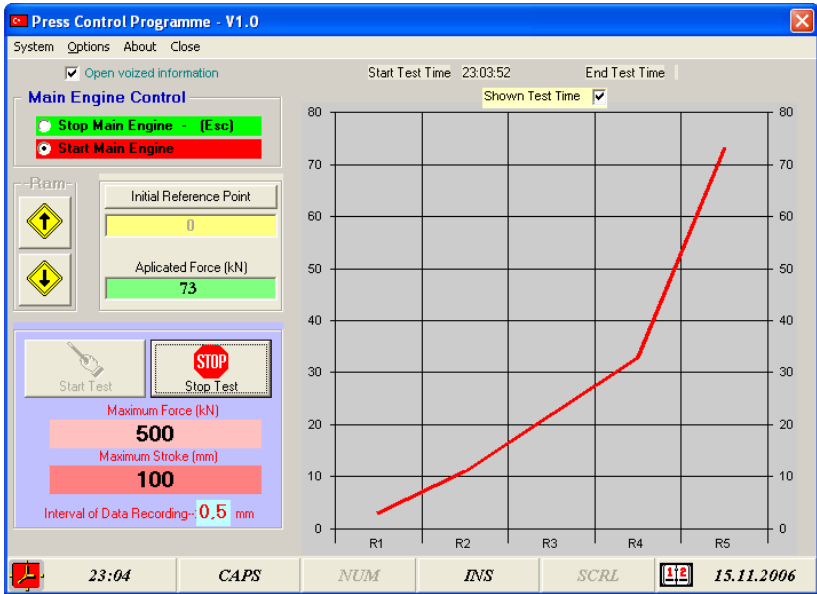 Press Control Programme - V1.0
System Options About Close
Open voized information
Start Test Time 23:03:52 End Test Time
Shown Test Time
Main Engine Control
Stop Main Engine - (Esc)
Start Main Engine
--Ram--
Initial Reference Point
0
Aplicated Force (kN)
73
Start Test
STOP
Stop Test
Maximum Force (kN)
500
Maximum Stroke (mm)
100
Interval of Data Recording--: 0,5 mm
80 80
70 70
60 60
50 50
40 40
30 30
20 20
10 10
0 0
R1 R2 R3 R4 R5
23:04 CAPS NUM INS SCRL 12 15.11.2006